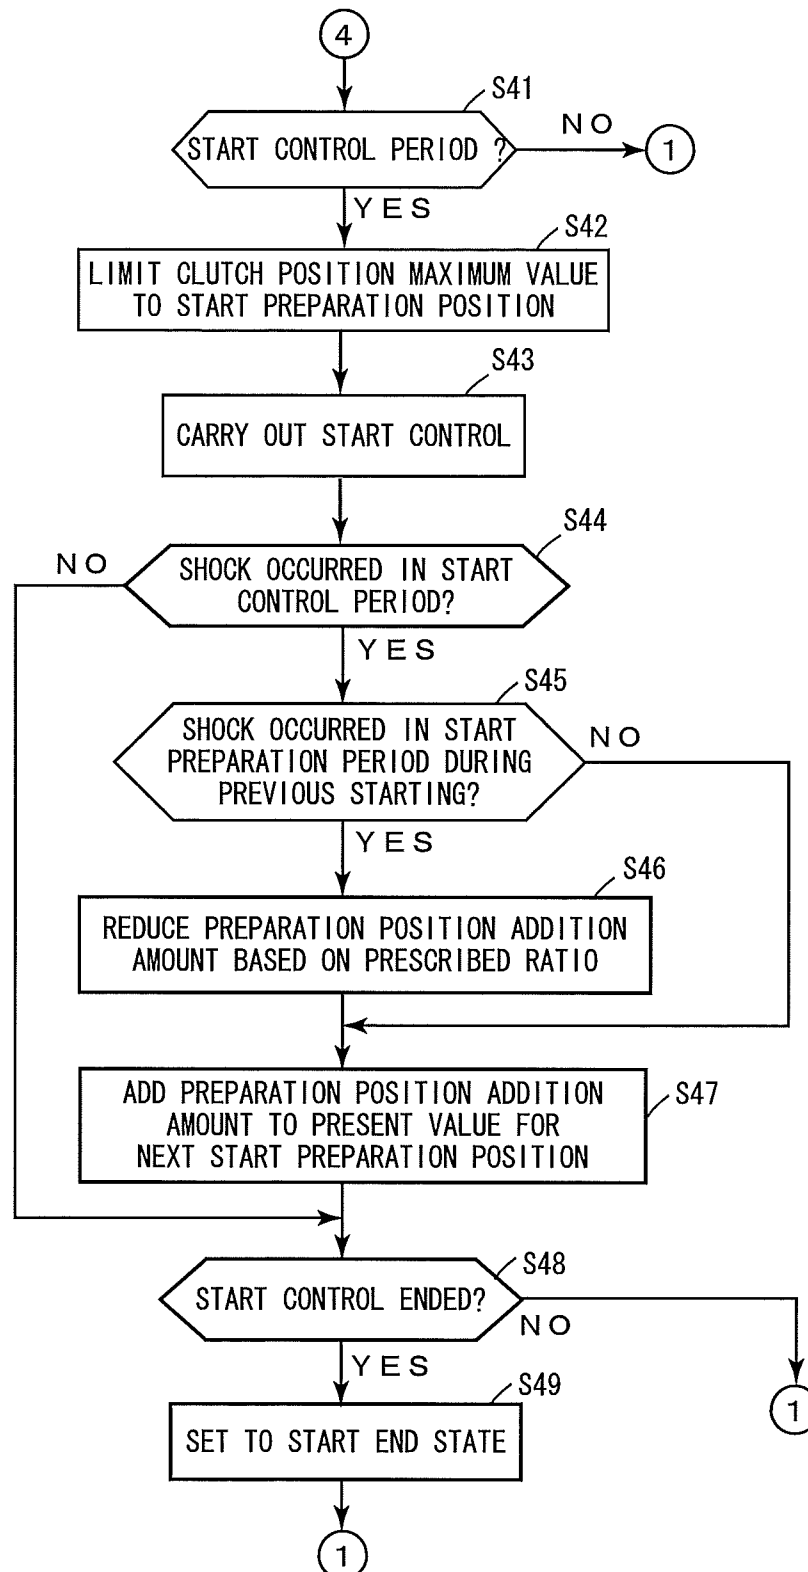 4
S41
START CONTROL PERIOD ?
NO
1
YES
S42
LIMIT CLUTCH POSITION MAXIMUM VALUE
TO START PREPARATION POSITION
S43
CARRY OUT START CONTROL
S44
NO
SHOCK OCCURRED IN START
CONTROL PERIOD?
YES
S45
SHOCK OCCURRED IN START
PREPARATION PERIOD DURING
PREVIOUS STARTING?
NO
YES
S46
REDUCE PREPARATION POSITION ADDITION
AMOUNT BASED ON PRESCRIBED RATIO
ADD PREPARATION POSITION ADDITION
AMOUNT TO PRESENT VALUE FOR
NEXT START PREPARATION POSITION
S47
S48
START CONTROL ENDED?
NO
YES
S49
1
SET TO START END STATE
1